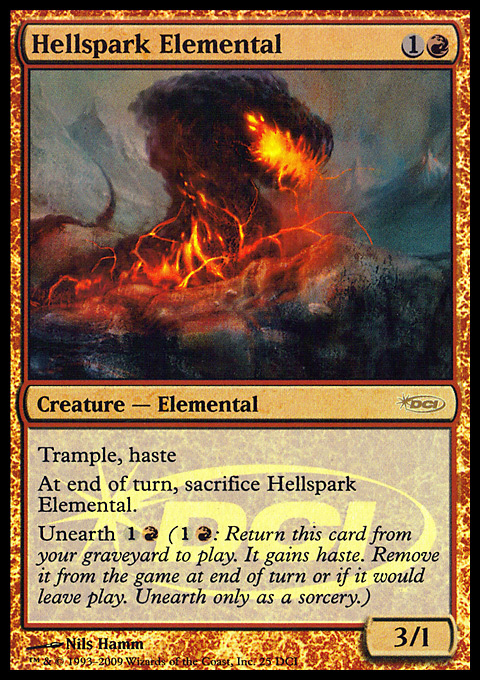 Hellspark Elemental 1
Creature — Elemental DCI
Trample, haste
At end of turn, sacrifice Hellspark
Elemental.
Unearth 1 (1: Return this card from
your graveyard to play. It gains haste. Remove
it from the game at end of turn or if it would
leave play. Unearth only as a sorcery.)
DCI
Nils Hamm
3/1
™ & © 1993–2009 Wizards of the Coast, Inc. 25 DCI